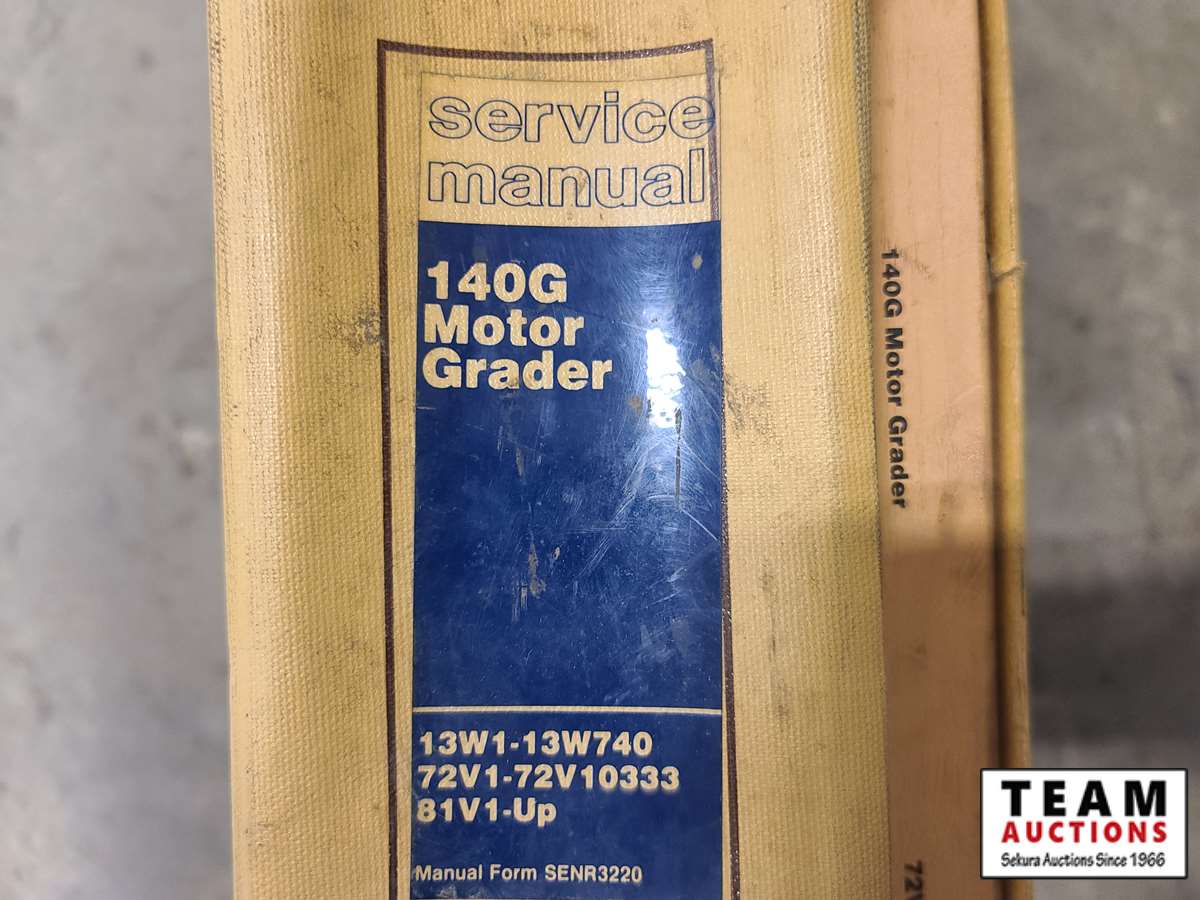 service
manual
140G
Motor
Grader
13W1-13W740
72V1-72V10333
81V1-Up
Manual Form SENR3220
140G Motor Grader
72V
TEAM
AUCTIONS
Sekura Auctions Since 1966